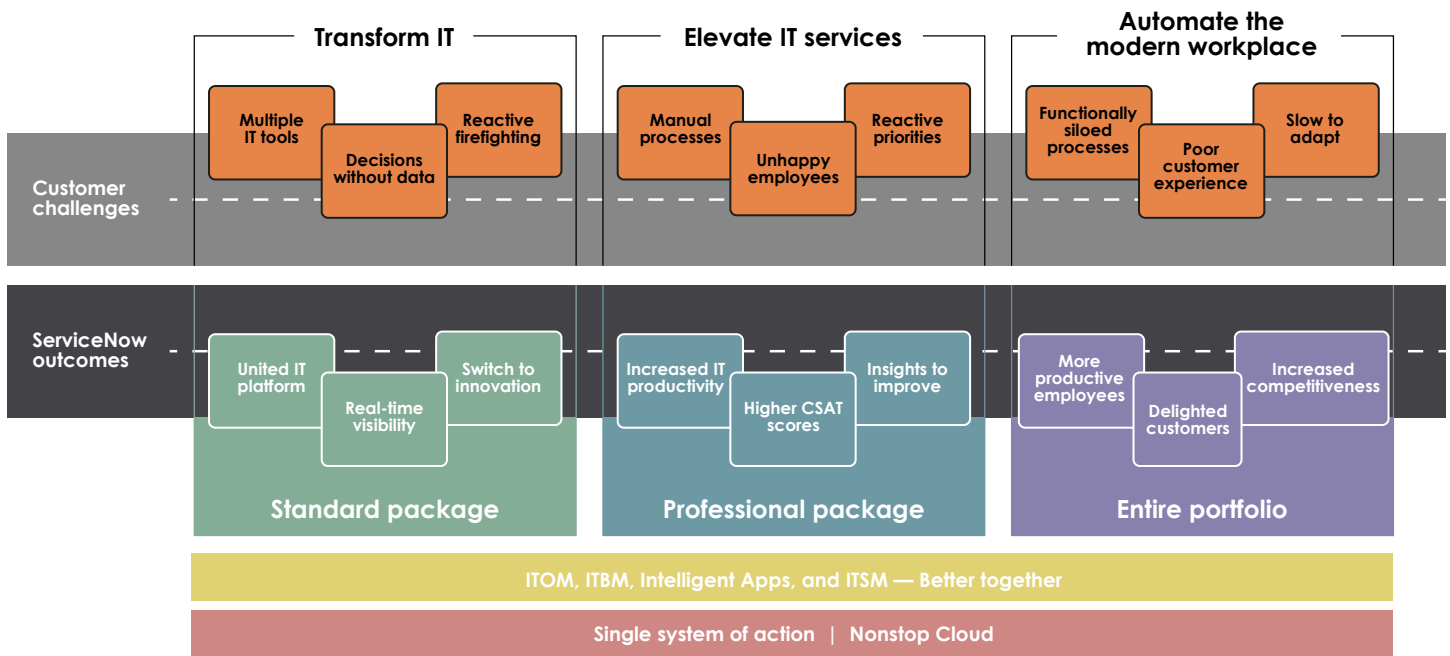 Transform IT
Elevate IT services
Automate the
modern workplace
Customer
challenges
Multiple
IT tools
Decisions
without data
Reactive
firefighting
Manual
processes
Unhappy
employees
Reactive
priorities
Functionally
siloed
processes
Poor
customer
experience
Slow to
adapt
ServiceNow
outcomes
United IT
platform
Real-time
visibility
Switch to
innovation
Increased IT
productivity
Higher CSAT
scores
Insights to
improve
More
productive
employees
Delighted
customers
Increased
competitiveness
Standard package
Professional package
Entire portfolio
ITOM, ITBM, Intelligent Apps, and ITSM — Better together
Single system of action | Nonstop Cloud